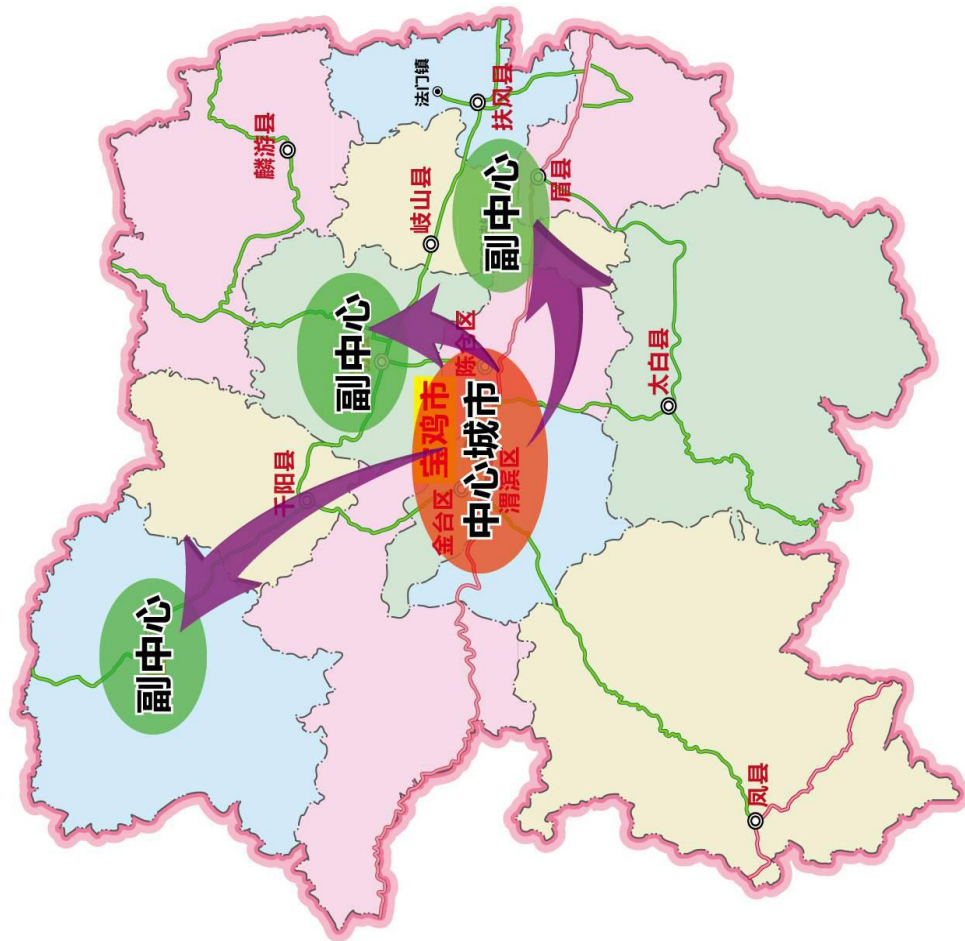 法门镇
扶风县
麟游县
岐山县
眉县
副中心
副中心
陈仓区
宝鸡市
中心城市
千阳县
金台区
渭滨区
太白县
副中心
凤县